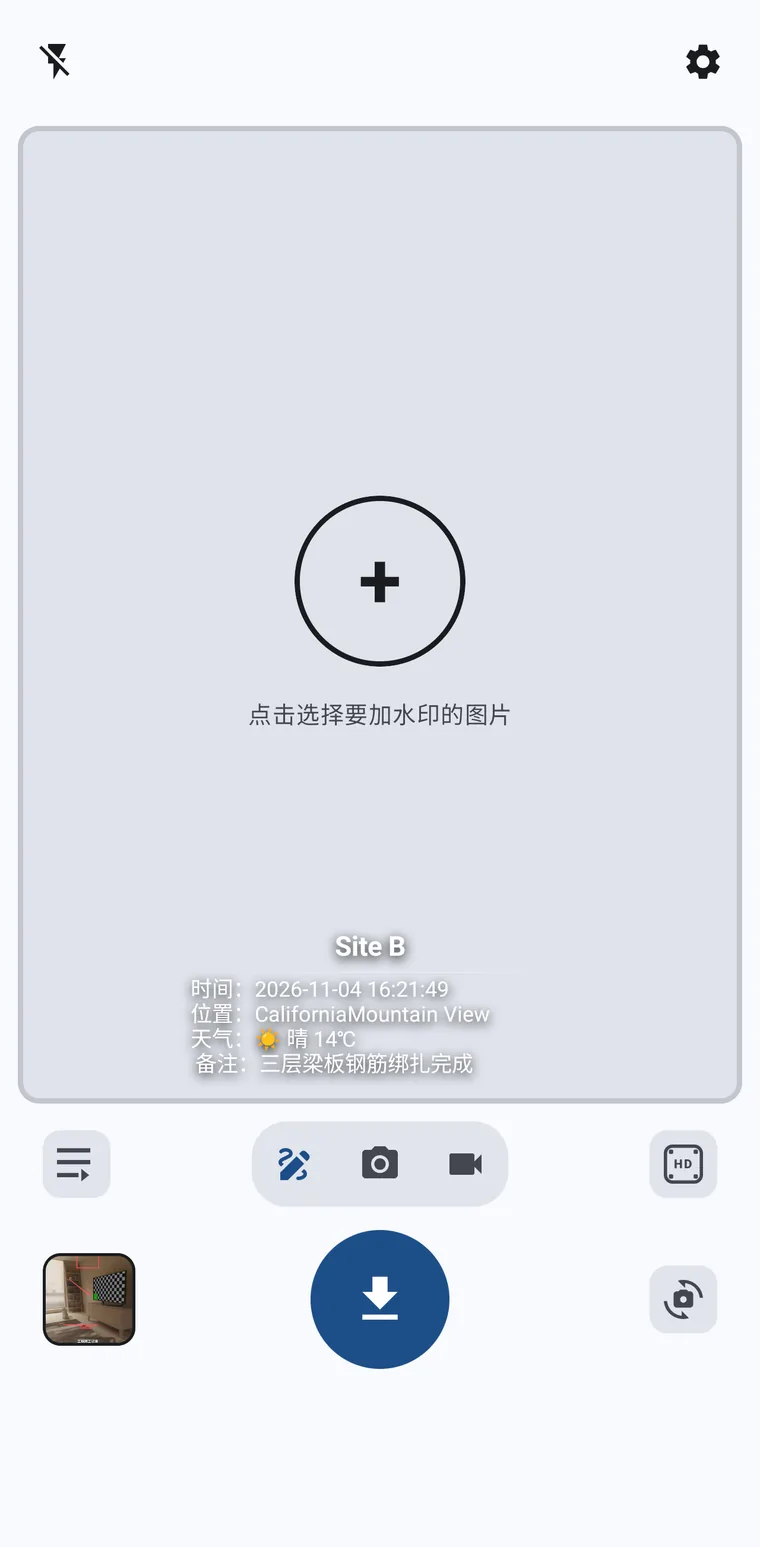 点击选择要加水印的图片
Site B
时间：2026-11-04 16:21:49
位置：CaliforniaMountain View
天气：☀️ 晴 14℃
备注：三层梁板钢筋绑扎完成
HD